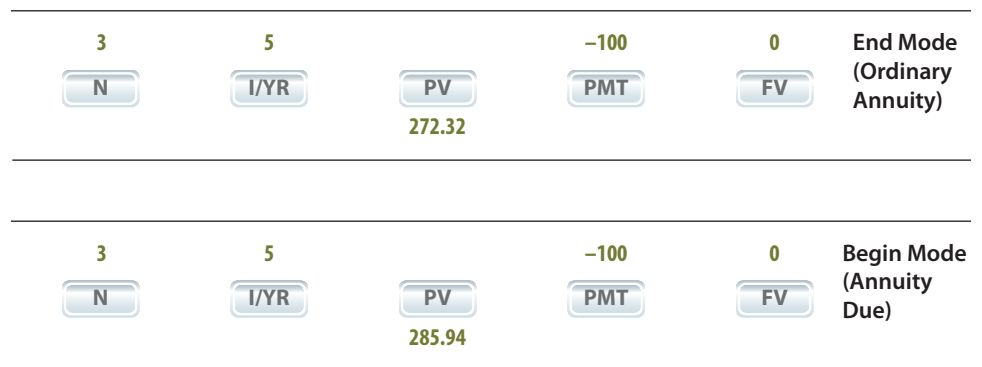 3 5 –100 0 End Mode
(Ordinary
Annuity)
N I/YR PV PMT FV
272.32
3 5 –100 0 Begin Mode
(Annuity
Due)
N I/YR PV PMT FV
285.94